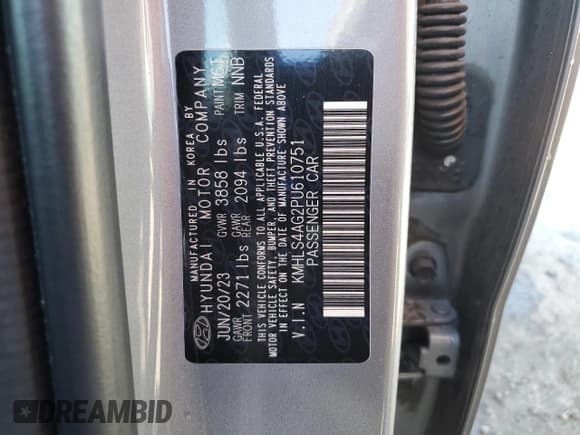 MANUFACTURED IN KOREA BY
HYUNDAI MOTOR COMPANY
JUN/20/23 GVWR 3858 lbs PAINT MCT
GAWR FRONT 2271 lbs GAWR REAR 2094 lbs TRIM NNB
THIS VEHICLE CONFORMS TO ALL APPLICABLE U.S.A. FEDERAL
MOTOR VEHICLE SAFETY, BUMPER, AND THEFT PREVENTION STANDARDS
IN EFFECT ON THE DATE OF MANUFACTURE SHOWN ABOVE
V.I.N KMHLS4AG2PU610751
PASSENGER CAR
DREAMBID